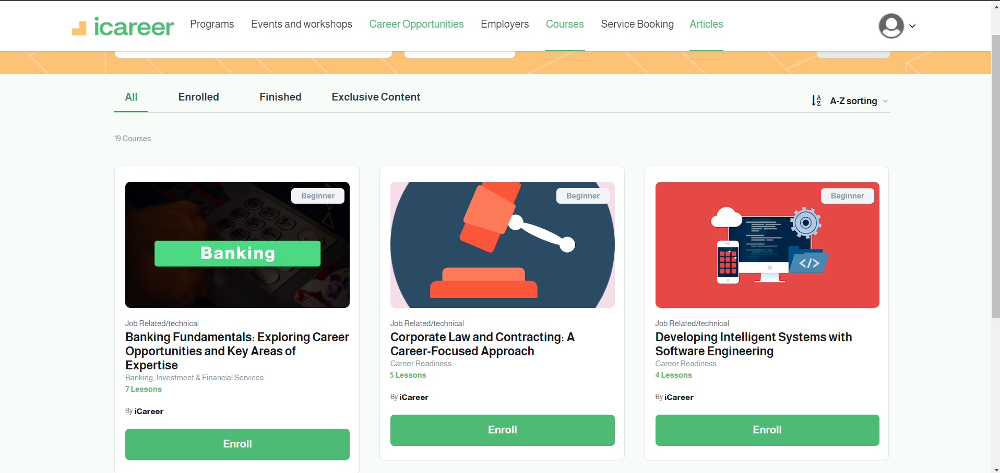 icareer
Programs
Events and workshops
Career Opportunities
Employers
Courses
Service Booking
Articles
All
Enrolled
Finished
Exclusive Content
A-Z sorting
19 Courses
Beginner
Banking
Job Related/technical
Banking Fundamentals: Exploring Career
Opportunities and Key Areas of
Expertise
Banking, Investment & Financial Services
7 Lessons
By iCareer
Enroll
Beginner
Job Related/technical
Corporate Law and Contracting: A
Career-Focused Approach
Career Readiness
5 Lessons
By iCareer
Enroll
Beginner
</>
Job Related/technical
Developing Intelligent Systems with
Software Engineering
Career Readiness
4 Lessons
By iCareer
Enroll